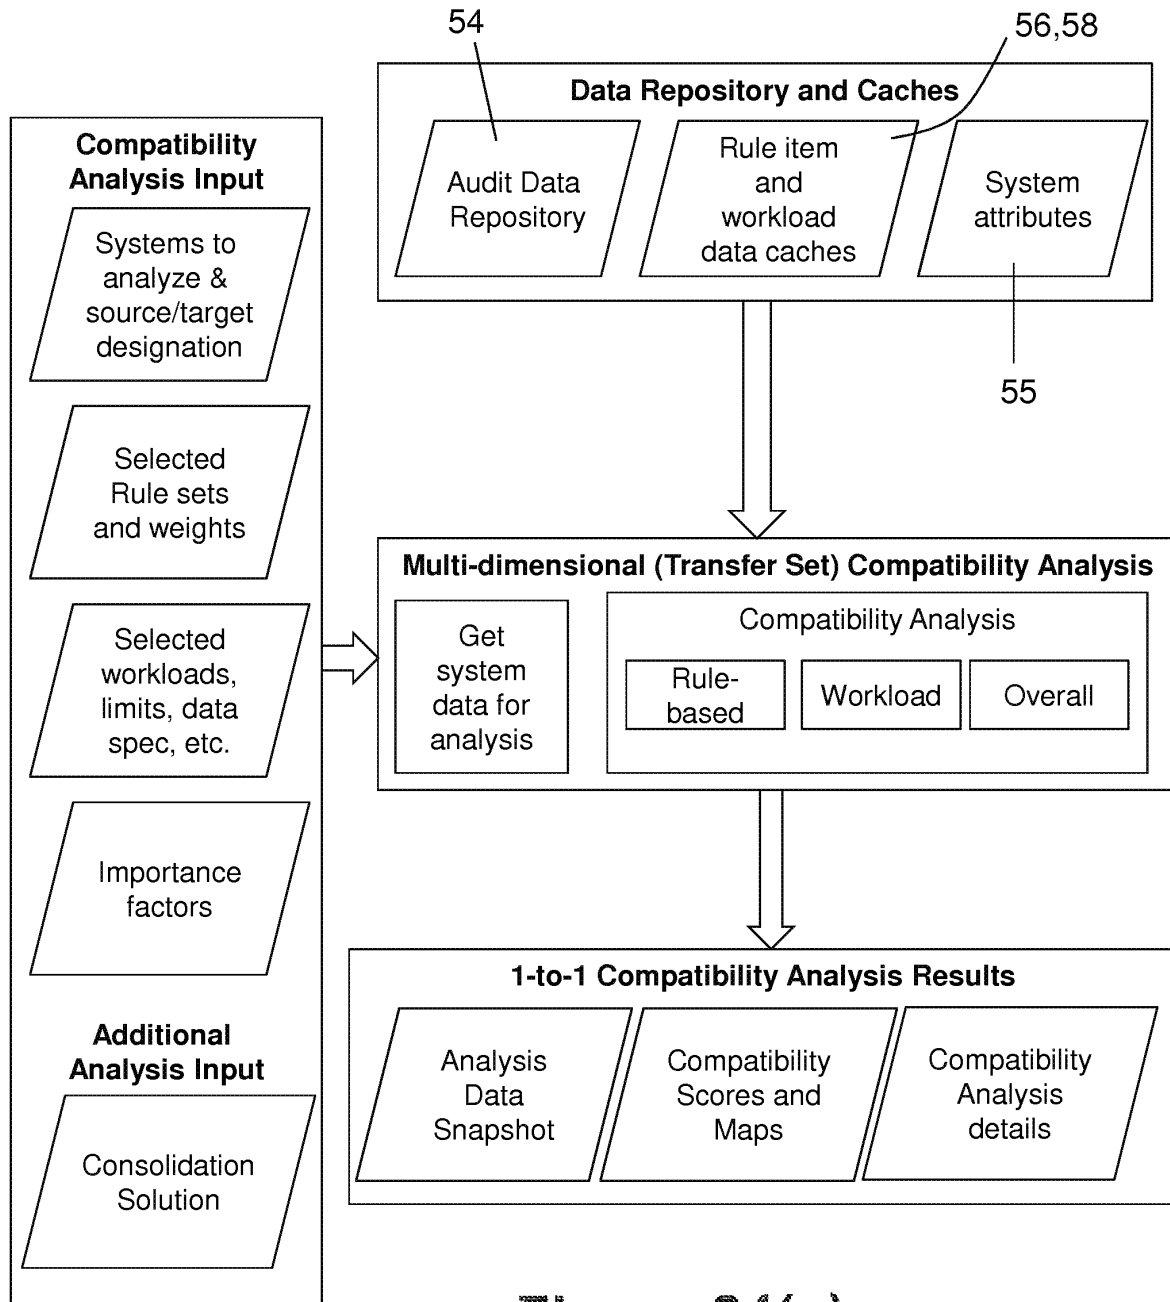 54
56,58
Data Repository and Caches
Audit Data
Repository
Rule item
and
workload
data caches
System
attributes
55
Compatibility
Analysis Input
Systems to
analyze &
source/target
designation
Selected
Rule sets
and weights
Selected
workloads,
limits, data
spec, etc.
Importance
factors
Additional
Analysis Input
Consolidation
Solution
Multi-dimensional (Transfer Set) Compatibility Analysis
Get
system
data for
analysis
Compatibility Analysis
Rule-
based
Workload
Overall
1-to-1 Compatibility Analysis Results
Analysis
Data
Snapshot
Compatibility
Scores and
Maps
Compatibility
Analysis
details